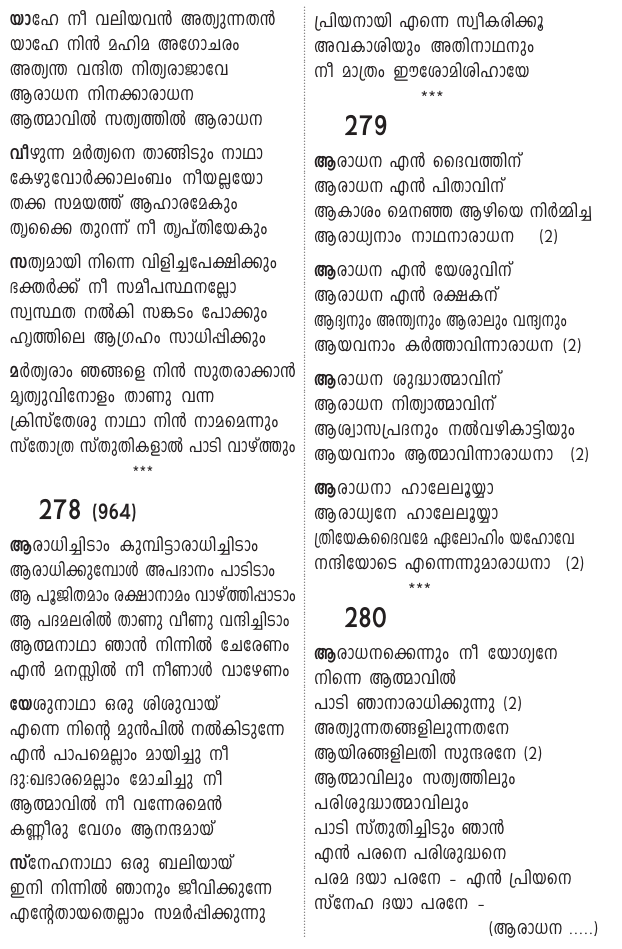 യാഹേ നീ വലിയവൻ അത്യുന്നതൻ
യാഹേ നിൻ മഹിമ അഗോചരം
അത്യന്ത വന്ദിത നിത്യരാജാവേ
ആരാധന നിനക്കാരാധന
ആത്മാവിൽ സത്യത്തിൽ ആരാധന
വീഴുന്ന മർത്യനെ താങ്ങിടും നാഥാ
കേഴുവോർക്കാലംബം നീയല്ലയോ
തക്ക സമയത്ത് ആഹാരമേകും
തൃക്കൈ തുറന്ന് നീ തൃപ്തിയേകും
സത്യമായി നിന്നെ വിളിച്ചപേക്ഷിക്കും
ഭക്തർക്ക് നീ സമീപസ്ഥനല്ലോ
സ്വസ്ഥത നൽകി സങ്കടം പോക്കും
ഹൃത്തിലെ ആഗ്രഹം സാധിപ്പിക്കും
മർത്യരാം ഞങ്ങളെ നിൻ സുതരാക്കാൻ
മൃത്യുവിനോളം താണു വന്ന
ക്രിസ്തേശു നാഥാ നിൻ നാമമെന്നും
സ്തോത്ര സ്തുതികളാൽ പാടി വാഴ്ത്തും
***
278 (964)
ആരാധിച്ചിടാം കുമ്പിട്ടാരാധിച്ചിടാം
ആരാധിക്കുമ്പോൾ അപദാനം പാടിടാം
ആ പൂജിതമാം രക്ഷാനാമം വാഴ്ത്തിപ്പാടാം
ആ പദമലരിൽ താണു വീണു വന്ദിച്ചിടാം
ആത്മനാഥാ ഞാൻ നിന്നിൽ ചേരേണം
എൻ മനസ്സിൽ നീ നീണാൾ വാഴേണം
യേശുനാഥാ ഒരു ശിശുവായ്
എന്നെ നിന്റെ മുൻപിൽ നൽകിടുന്നേ
എൻ പാപമെല്ലാം മായിച്ചു നീ
ദു:ഖഭാരമെല്ലാം മോചിച്ചു നീ
ആത്മാവിൽ നീ വന്നേരമെൻ
കണ്ണീരു വേഗം ആനന്ദമായ്
സ്നേഹനാഥാ ഒരു ബലിയായ്
ഇനി നിന്നിൽ ഞാനും ജീവിക്കുന്നേ
എന്റേതായതെല്ലാം സമർപ്പിക്കുന്നു
പ്രിയനായി എന്നെ സ്വീകരിക്കൂ
അവകാശിയും അതിനാഥനും
നീ മാത്രം ഈശോമിശിഹായേ
***
279
ആരാധന എൻ ദൈവത്തിന്
ആരാധന എൻ പിതാവിന്
ആകാശം മെനഞ്ഞ ആഴിയെ നിർമ്മിച്ച
ആരാധ്യനാം നാഥനാരാധന (2)
ആരാധന എൻ യേശുവിന്
ആരാധന എൻ രക്ഷകന്
ആദ്യനും അന്ത്യനും ആരാലും വന്ദ്യനും
ആയവനാം കർത്താവിന്നാരാധന (2)
ആരാധന ശുദ്ധാത്മാവിന്
ആരാധന നിത്യാത്മാവിന്
ആശ്വാസപ്രദനും നൽവഴികാട്ടിയും
ആയവനാം ആത്മാവിന്നാരാധനാ (2)
ആരാധനാ ഹാലേലൂയ്യാ
ആരാധ്യനേ ഹാലേലൂയ്യാ
ത്രിയേകദൈവമേ ഏലോഹിം യഹോവേ
നന്ദിയോടെ എന്നെന്നുമാരാധനാ (2)
***
280
ആരാധനക്കെന്നും നീ യോഗ്യനേ
നിന്നെ ആത്മാവിൽ
പാടി ഞാനാരാധിക്കുന്നു (2)
അത്യുന്നതങ്ങളിലുന്നതനേ
ആയിരങ്ങളിലതി സുന്ദരനേ (2)
ആത്മാവിലും സത്യത്തിലും
പരിശുദ്ധാത്മാവിലും
പാടി സ്തുതിച്ചിടും ഞാൻ
എൻ പരനെ പരിശുദ്ധനെ
പരമ ദയാ പരനേ - എൻ പ്രിയനെ
സ്നേഹ ദയാ പരനേ -
(ആരാധന .....)